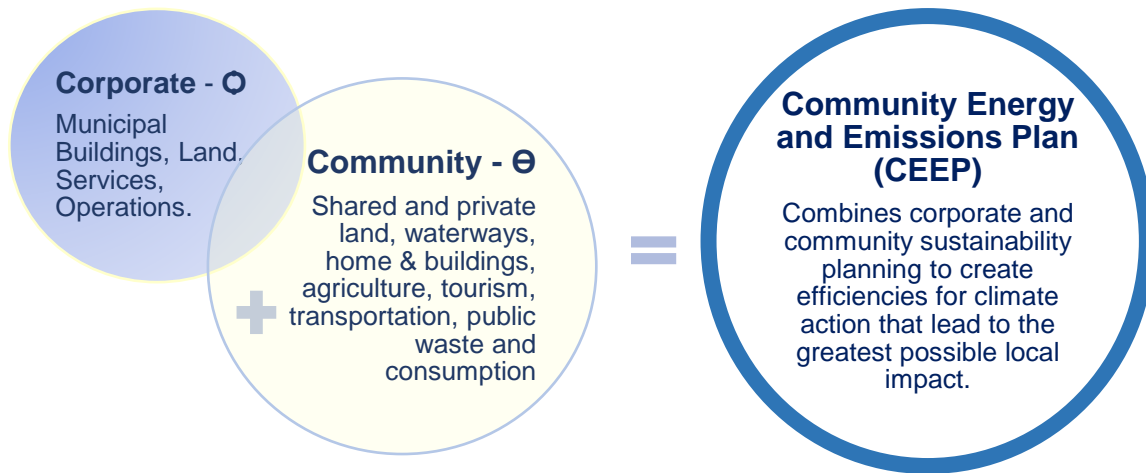 Corporate - Ѻ
Municipal
Buildings, Land,
Services,
Operations.
Community - Ѳ
Shared and private
land, waterways,
home & buildings,
agriculture, tourism,
transportation, public
waste and
consumption
Community Energy
and Emissions Plan
(CEEP)
Combines corporate and
community sustainability
planning to create
efficiencies for climate
action that lead to the
greatest possible local
impact.